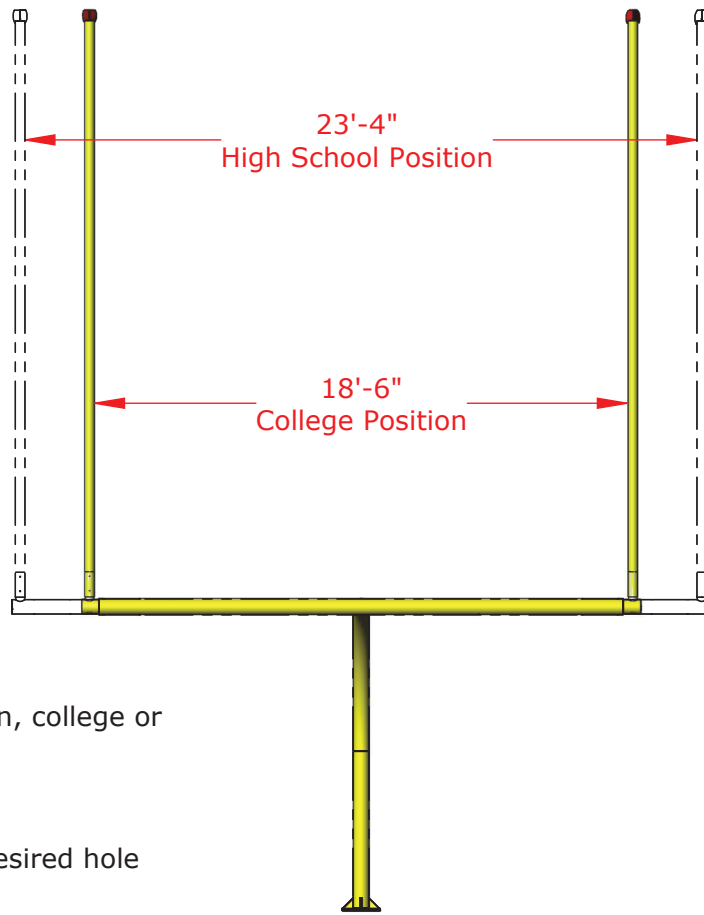 23'-4"
High School Position
18'-6"
College Position
n, college or
esired hole